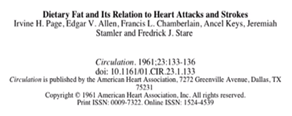 Dietary Fat and Its Relation to Heart Attacks and Strokes
Irvine H. Page, Edgar V. Allen, Francis L. Chamberlain, Ancel Keys, Jeremiah
Stamler and Fredrick J. Stare
Circulation. 1961;23:133-136
doi: 10.1161/01.CIR.23.1.133
Circulation is published by the American Heart Association, 7272 Greenville Avenue, Dallas, TX
75231
Copyright © 1961 American Heart Association, Inc. All rights reserved.
Print ISSN: 0009-7322. Online ISSN: 1524-4539